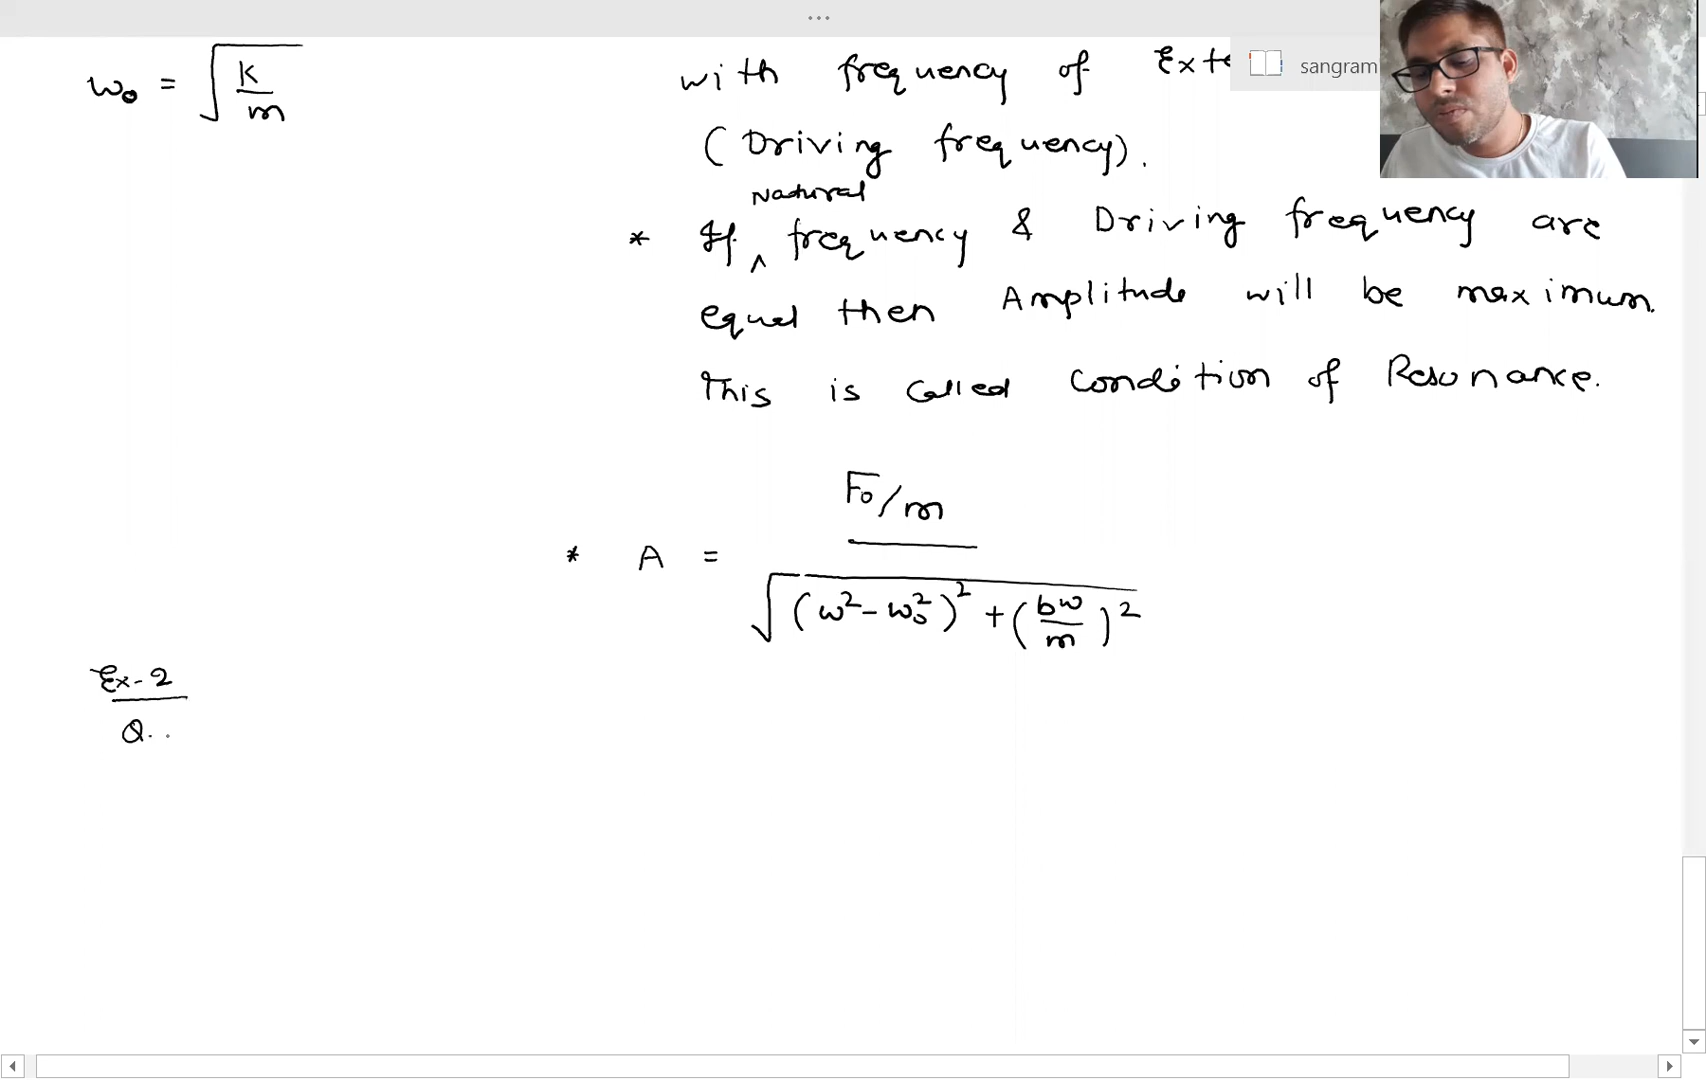 ω₀ = √(K/m)
with frequency of Exte
sangram
(Driving frequency).
Natural
* If ^ frequency & Driving frequency are
equal then Amplitude will be maximum.
This is called condition of Resonance.
* A = (F₀/m) / √((ω² - ω₀²)² + (bω/m)²)
Ex-2
Q..